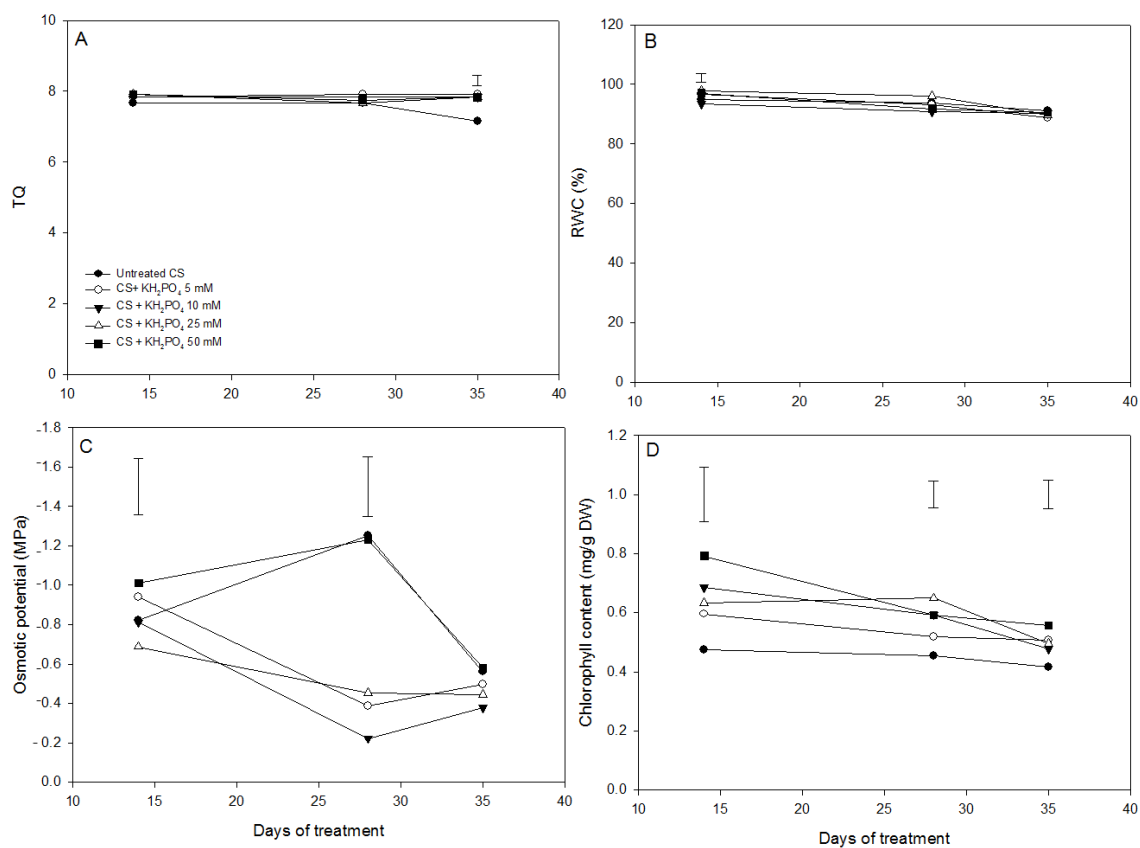 A
TQ
10
8
6
4
2
0
Untreated CS
CS+ KH₂PO₄ 5 mM
CS + KH₂PO₄ 10 mM
CS + KH₂PO₄ 25 mM
CS + KH₂PO₄ 50 mM
10 15 20 25 30 35 40
B
RWC (%)
120
100
80
60
40
20
0
10 15 20 25 30 35 40
C
Osmotic potential (MPa)
-1.8
-1.6
-1.4
-1.2
-1.0
-0.8
-0.6
-0.4
-0.2
0.0
10 15 20 25 30 35 40
Days of treatment
D
Chlorophyll content (mg/g DW)
1.2
1.0
0.8
0.6
0.4
0.2
0.0
10 15 20 25 30 35 40
Days of treatment